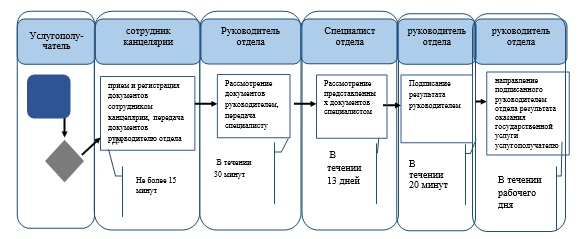 Услугополу-
чатель
сотрудник
канцелярии
Руководитель
отдела
Специалист
отдела
руководитель
отдела
руководитель
отдела
прием и регистрация
документов
сотрудником
канцелярии, передача
документов
руководителю отдела
Да
Рассмотрение
документов
руководителем,
передача
специалисту
Рассмотрение
представленны
х документов
специалистом
Подписание
результата
руководителем
направление
подписанного
руководителем
отдела результата
оказания
государственной
услуги
услугополучателю
Не более 15
минут
В течении
30 минут
В
течении
13 дней
В
течении
20 минут
В течении
рабочего
дня